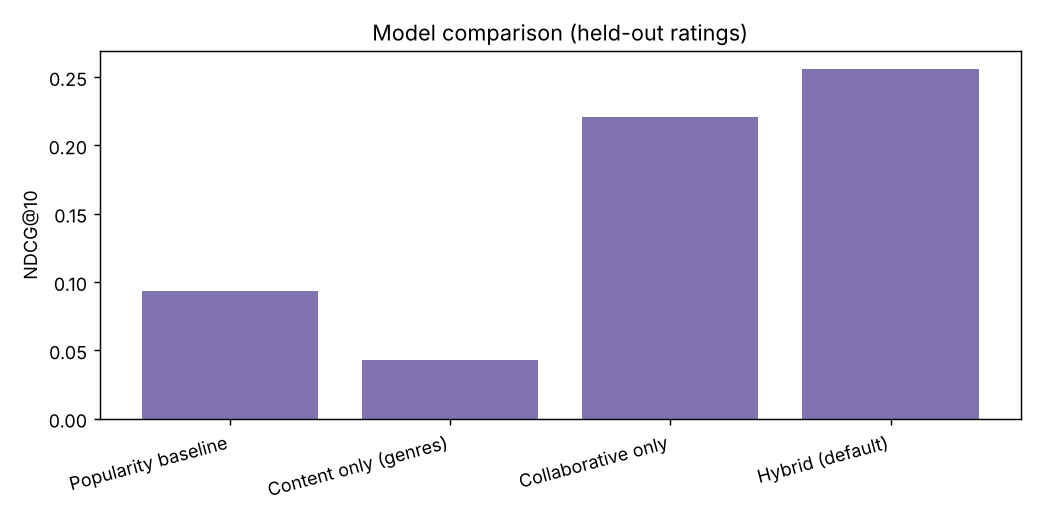 Model comparison (held-out ratings)
NDCG@10
0.25
0.20
0.15
0.10
0.05
0.00
Popularity baseline
Content only (genres)
Collaborative only
Hybrid (default)